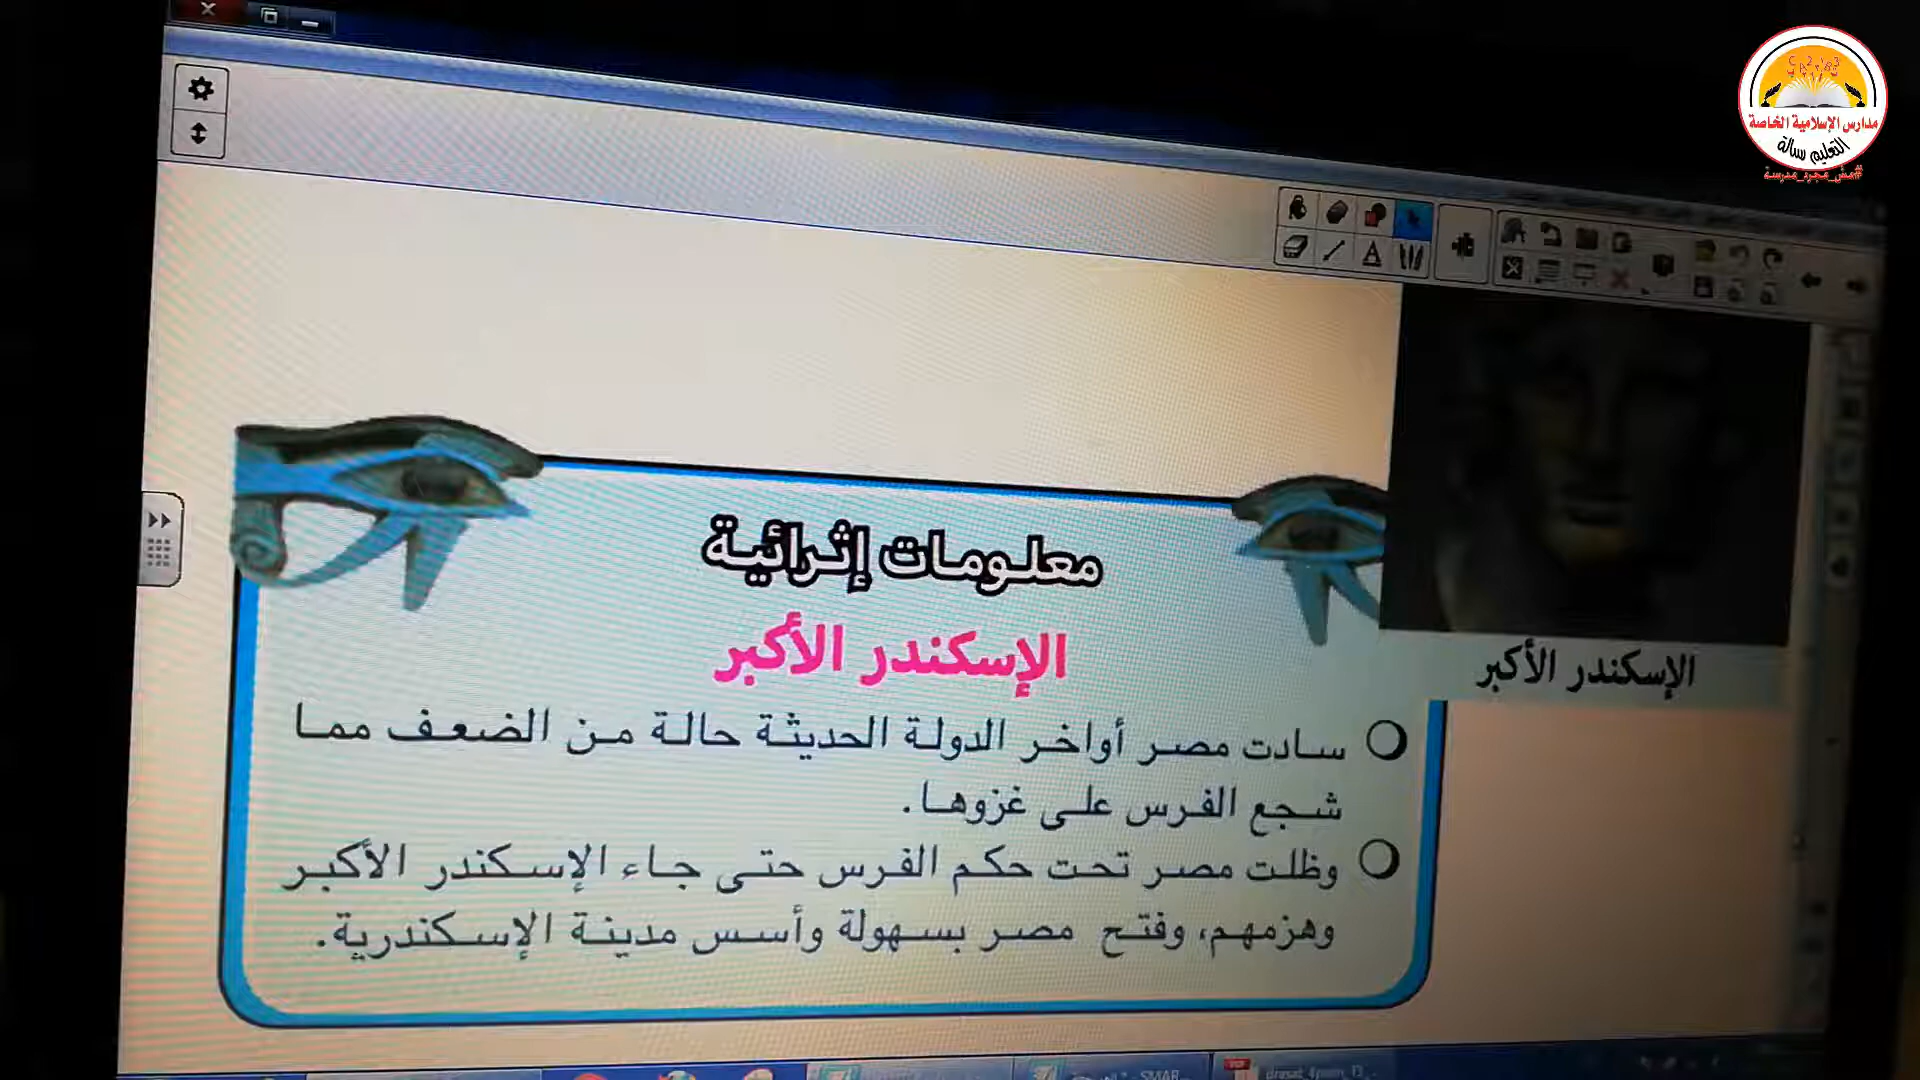 مدارس الإسلامية الخاصة
التعليم رسالة
#مش_مجرد_مدرسة
معلومات إثرائية
الإسكندر الأكبر
سادت مصر أواخر الدولة الحديثة حالة من الضعف مما
شجع الفرس على غزوها.
وظلت مصر تحت حكم الفرس حتى جاء الإسكندر الأكبر
وهزمهم، وفتح مصر بسهولة وأسس مدينة الإسكندرية.
الإسكندر الأكبر